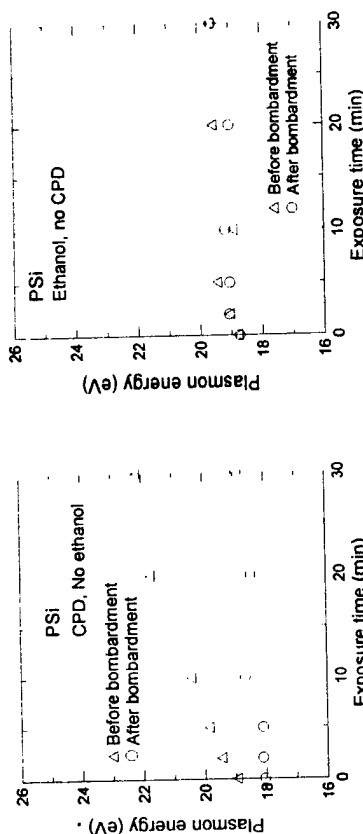 PSi
CPD, No ethanol
Before bombardment
After bombardment
Plasmon energy (eV)
26
24
22
20
18
16
0
10
20
30
Exposure time (min)
PSi
Ethanol, no CPD
Before bombardment
After bombardment
Plasmon energy (eV)
26
24
22
20
18
16
0
10
20
30
Exposure time (min)